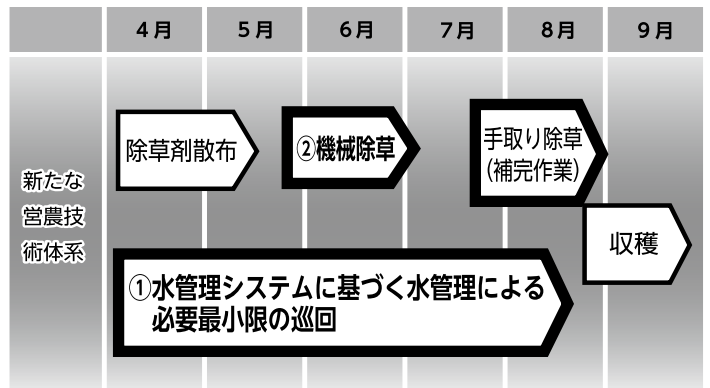 4月 5月 6月 7月 8月 9月
新たな
営農技
術体系
除草剤散布
②機械除草
手取り除草
(補完作業)
収穫
①水管理システムに基づく水管理による
必要最小限の巡回